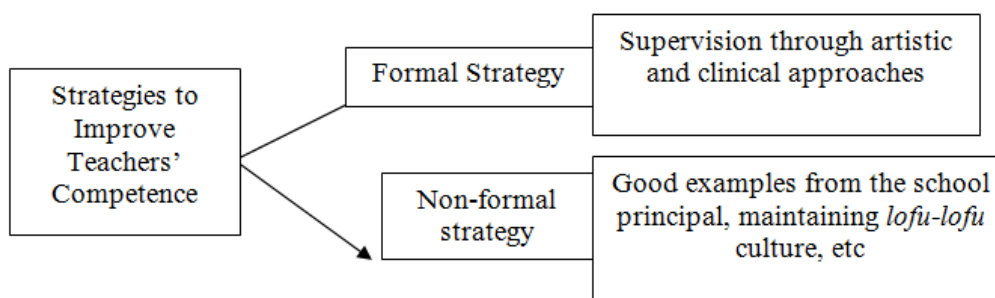 Strategies to
Improve
Teachers'
Competence
Formal Strategy
Supervision through artistic
and clinical approaches
Non-formal
strategy
Good examples from the school
principal, maintaining lofu-lofu
culture, etc